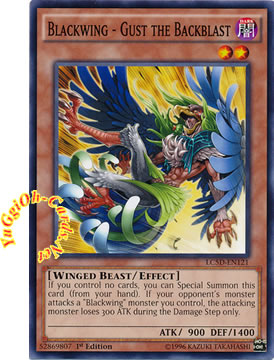 BLACKWING - GUST THE BACKBLAST
DARK
闇
YuGiOh-Cards.Net
LC5D-EN121
[WINGED BEAST/EFFECT]
If you control no cards, you can Special Summon this
card (from your hand). If your opponent's monster
attacks a "Blackwing" monster you control, the attacking
monster loses 300 ATK during the Damage Step only.
ATK/ 900 DEF/1400
52869807 1st Edition ©1996 KAZUKI TAKAHASHI